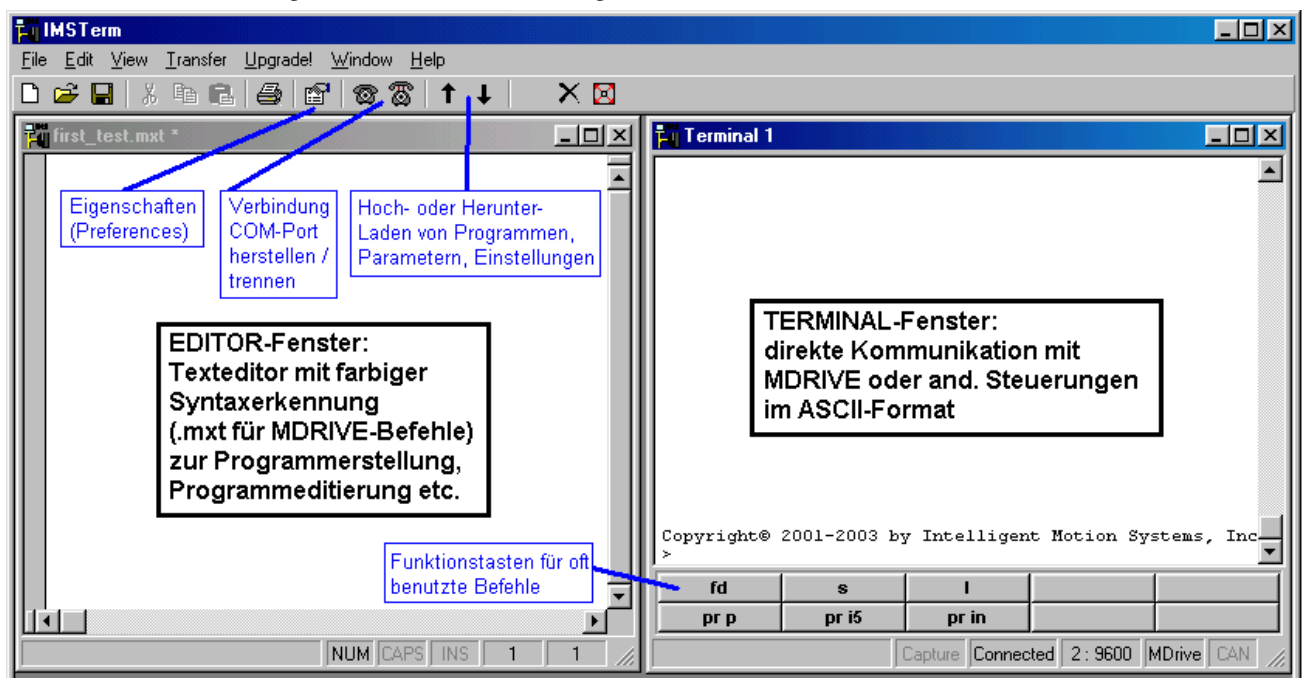 IMSTerm
File Edit View Transfer Upgrade! Window Help
first_test.mxt *
Eigenschaften
(Preferences)
Verbindung
COM-Port
herstellen /
trennen
Hoch- oder Herunter-
Laden von Programmen,
Parametern, Einstellungen
EDITOR-Fenster:
Texteditor mit farbiger
Syntaxerkennung
(.mxt für MDRIVE-Befehle)
zur Programmerstellung,
Programmeditierung etc.
Funktionstasten für oft
benutzte Befehle
NUM CAPS INS 1 1
Terminal 1
TERMINAL-Fenster:
direkte Kommunikation mit
MDRIVE oder and. Steuerungen
im ASCII-Format
Copyright© 2001-2003 by Intelligent Motion Systems, Inc
>
fd s l
pr p pr i5 pr in
Capture Connected 2 : 9600 MDrive CAN